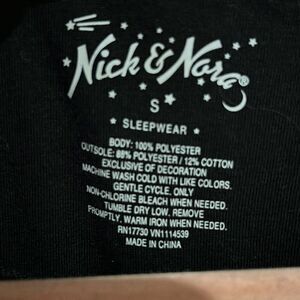 Nick & Nora®
S
SLEEPWEAR
BODY: 100% POLYESTER
OUTSOLE: 88% POLYESTER / 12% COTTON
EXCLUSIVE OF DECORATION
MACHINE WASH COLD WITH LIKE COLORS.
GENTLE CYCLE. ONLY
NON-CHLORINE BLEACH WHEN NEEDED.
TUMBLE DRY LOW. REMOVE
PROMPTLY. WARM IRON WHEN NEEDED.
RN17730 VN1114539
MADE IN CHINA